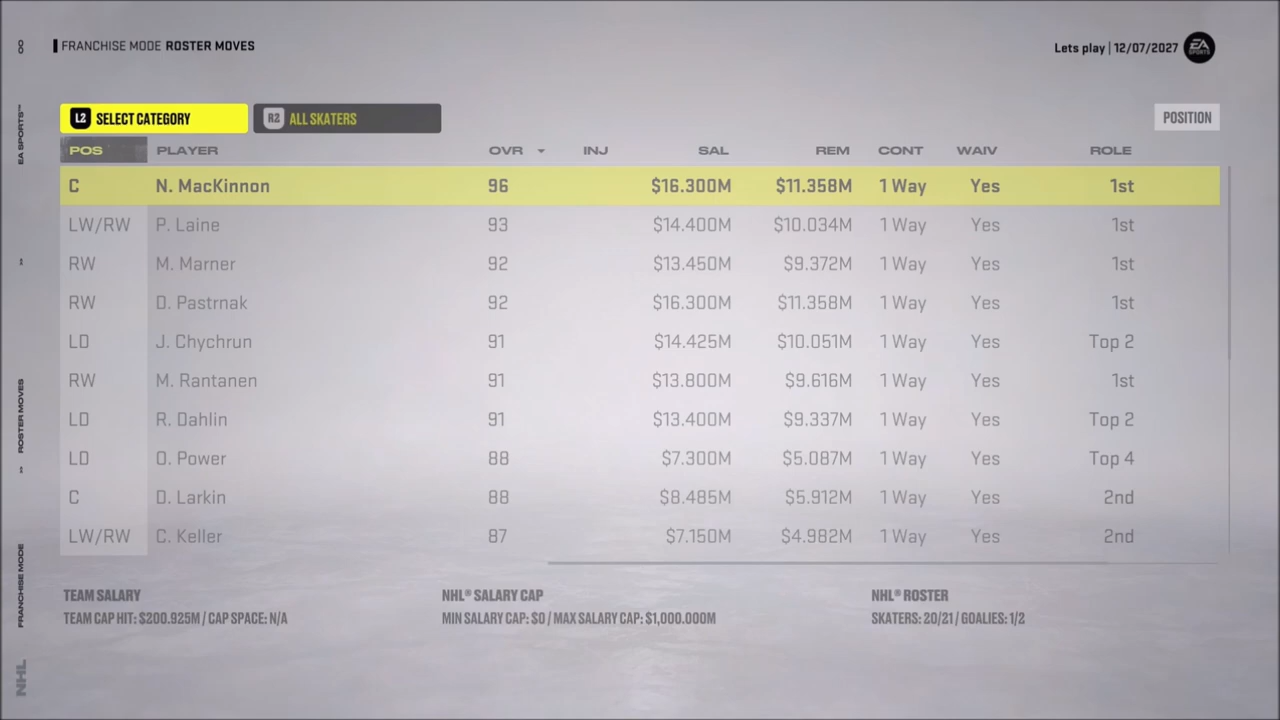 FRANCHISE MODE ROSTER MOVES
Lets play | 12/07/2027
EA SPORTS
L2 SELECT CATEGORY R2 ALL SKATERS POSITION
POS PLAYER OVR INJ SAL REM CONT WAIV ROLE
C N. MacKinnon 96 $16.300M $11.358M 1 Way Yes 1st
LW/RW P. Laine 93 $14.400M $10.034M 1 Way Yes 1st
RW M. Marner 92 $13.450M $9.372M 1 Way Yes 1st
RW D. Pastrnak 92 $16.300M $11.358M 1 Way Yes 1st
LD J. Chychrun 91 $14.425M $10.051M 1 Way Yes Top 2
RW M. Rantanen 91 $13.800M $9.616M 1 Way Yes 1st
LD R. Dahlin 91 $13.400M $9.337M 1 Way Yes Top 2
LD O. Power 88 $7.300M $5.087M 1 Way Yes Top 4
C D. Larkin 88 $8.485M $5.912M 1 Way Yes 2nd
LW/RW C. Keller 87 $7.150M $4.982M 1 Way Yes 2nd
TEAM SALARY NHL® SALARY CAP NHL® ROSTER
TEAM CAP HIT: $200.925M / CAP SPACE: N/A MIN SALARY CAP: $0 / MAX SALARY CAP: $1,000.000M SKATERS: 20/21 / GOALIES: 1/2
EA SPORTS™
ROSTER MOVES
FRANCHISE MODE
NHL